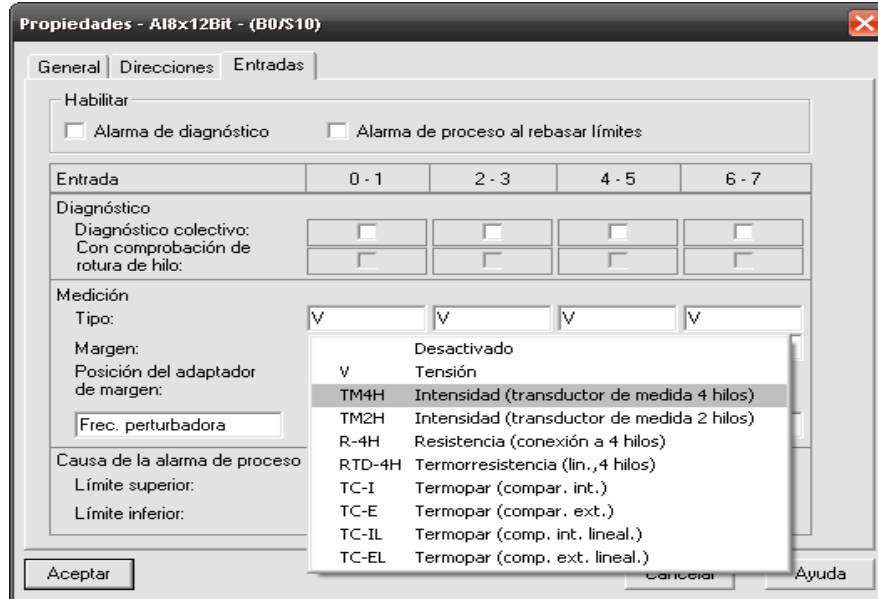 Propiedades - AI8x12Bit - (B0/S10)
General Direcciones Entradas
Habilitar
Alarma de diagnóstico Alarma de proceso al rebasar límites
Entrada 0 - 1 2 - 3 4 - 5 6 - 7
Diagnóstico
Diagnóstico colectivo:
Con comprobación de
rotura de hilo:
Medición
Tipo: V V V V
Margen:
Posición del adaptador
de margen:
Frec. perturbadora
Causa de la alarma de proceso
Límite superior:
Límite inferior:
Desactivado
V Tensión
TM4H Intensidad (transductor de medida 4 hilos)
TM2H Intensidad (transductor de medida 2 hilos)
R-4H Resistencia (conexión a 4 hilos)
RTD-4H Termorresistencia (lin.,4 hilos)
TC-I Termopar (compar. int.)
TC-E Termopar (compar. ext.)
TC-IL Termopar (comp. int. lineal.)
TC-EL Termopar (comp. ext. lineal.)
Aceptar Cancelar Ayuda